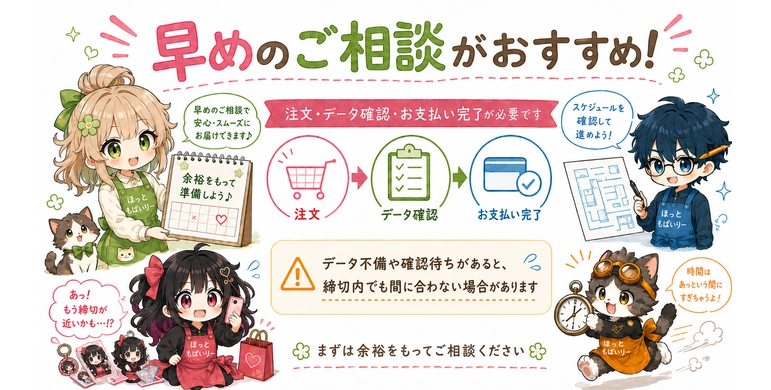 早めのご相談がおすすめ!
早めのご相談で
安心・スムーズに
お届けできます♪
注文・データ確認・お支払い完了が必要です
スケジュールを
確認して
進めよう!
余裕をもって
準備しよう♪
ほっと
もばいりー
注文
データ確認
お支払い完了
ほっと
もばいりー
データ不備や確認待ちがあると、
締切内でも間に合わない場合があります
あっ!
もう締切が
近いかも…!?
ほっと
もばいりー
時間は
あっという間に
すぎちゃうよ!
ほっと
もばいりー
まずは余裕をもってご相談ください